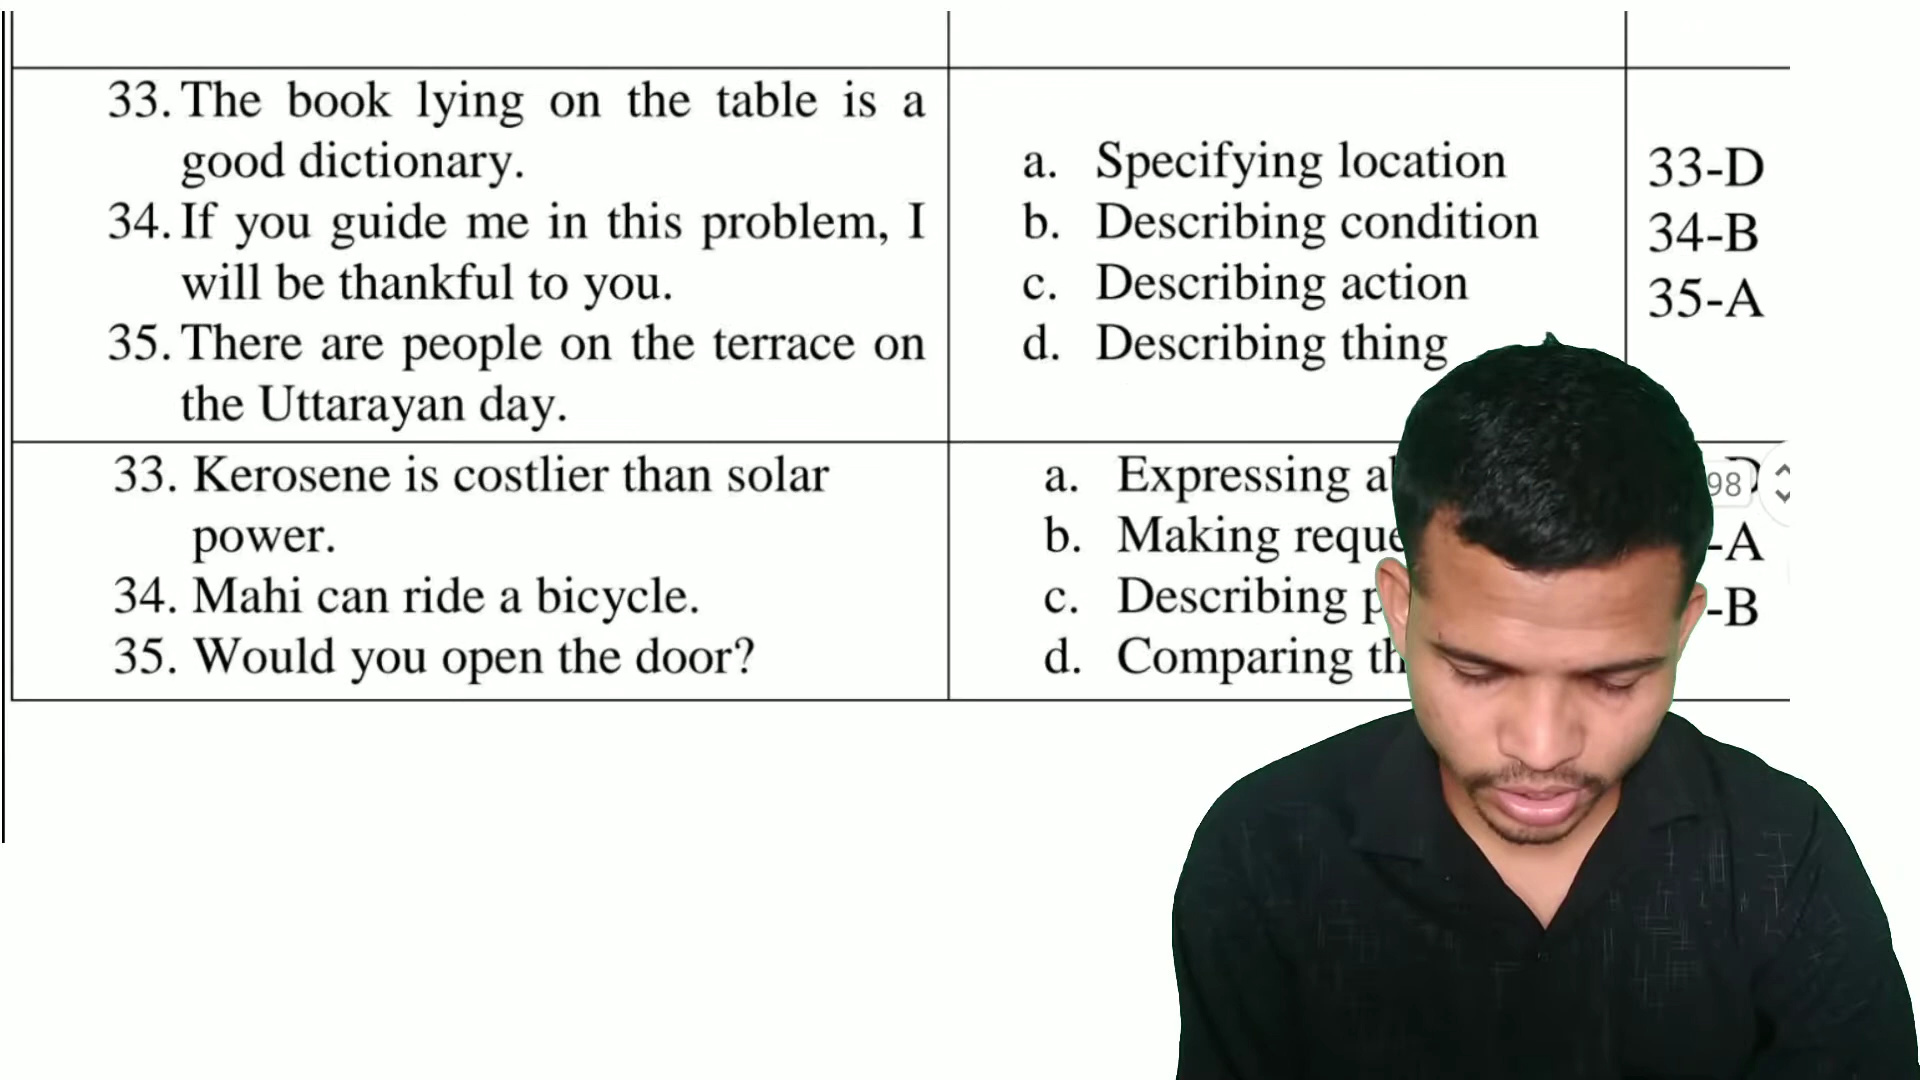 33. The book lying on the table is a
good dictionary.
34. If you guide me in this problem, I
will be thankful to you.
35. There are people on the terrace on
the Uttarayan day.
a. Specifying location
b. Describing condition
c. Describing action
d. Describing thing
33-D
34-B
35-A
33. Kerosene is costlier than solar
power.
34. Mahi can ride a bicycle.
35. Would you open the door?
a. Expressing
b. Making
c. Describing
d. Comparing
98
-A
-B